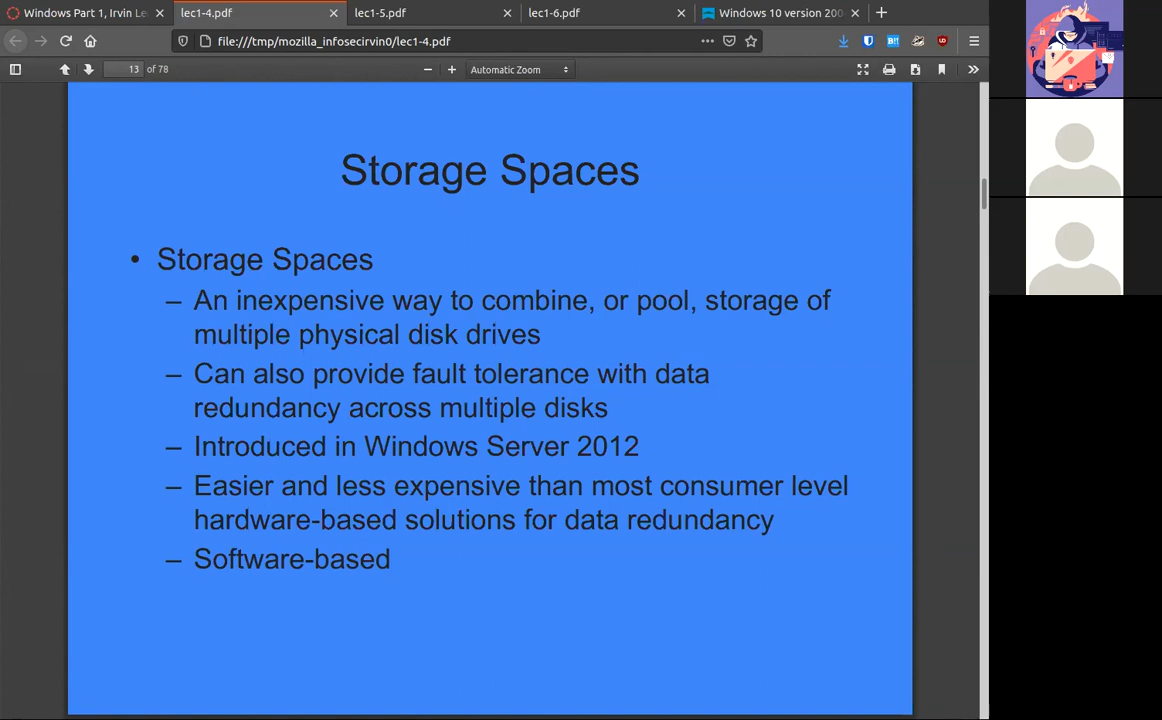 Windows Part 1, Irvin Le
lec1-4.pdf
lec1-5.pdf
lec1-6.pdf
Windows 10 version 200
file:///tmp/mozilla_infosecirvin0/lec1-4.pdf
13 of 78
Automatic Zoom
Storage Spaces
• Storage Spaces
– An inexpensive way to combine, or pool, storage of
multiple physical disk drives
– Can also provide fault tolerance with data
redundancy across multiple disks
– Introduced in Windows Server 2012
– Easier and less expensive than most consumer level
hardware-based solutions for data redundancy
– Software-based